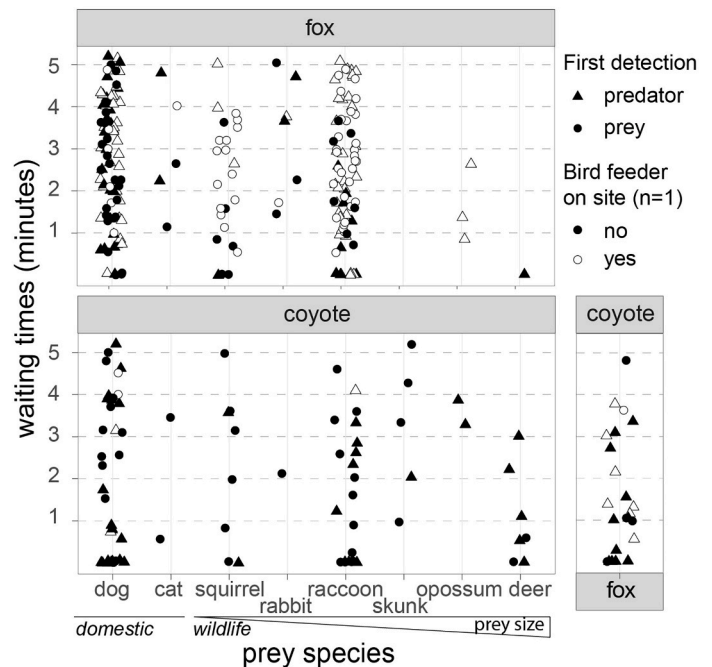 fox
5
4
3
2
1
waiting times (minutes)
First detection
predator
prey
Bird feeder
on site (n=1)
no
yes
coyote
5
4
3
2
1
coyote
fox
dog cat squirrel rabbit raccoon skunk opossum deer
domestic wildlife prey size
prey species